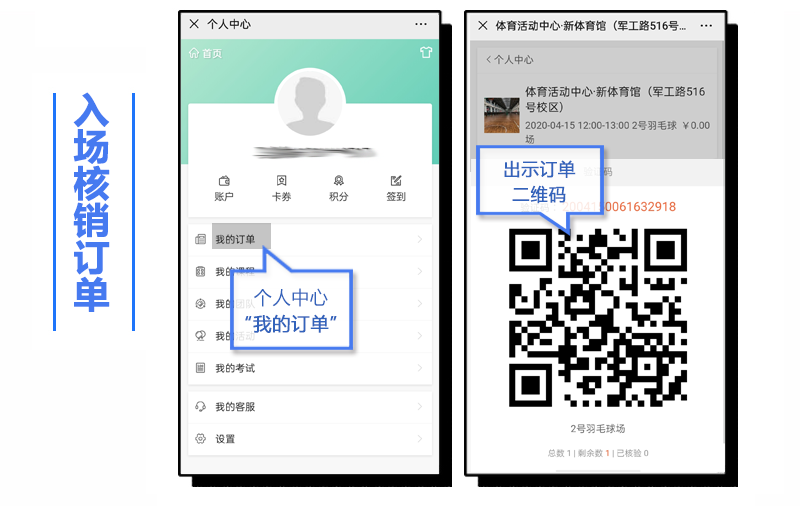 入场核销订单
个人中心
首页
账户
卡券
积分
签到
我的订单
我的课程
我的团队
我的活动
我的考试
我的客服
设置
个人中心
“我的订单”
体育活动中心·新体育馆（军工路516号...
个人中心
体育活动中心·新体育馆（军工路516
号校区）
2020-04-15 12:00-13:00 2号羽毛球 ￥0.00
场
出示订单
二维码
0061632918
2号羽毛球场
总数 1 | 剩余数 1 | 已核验 0